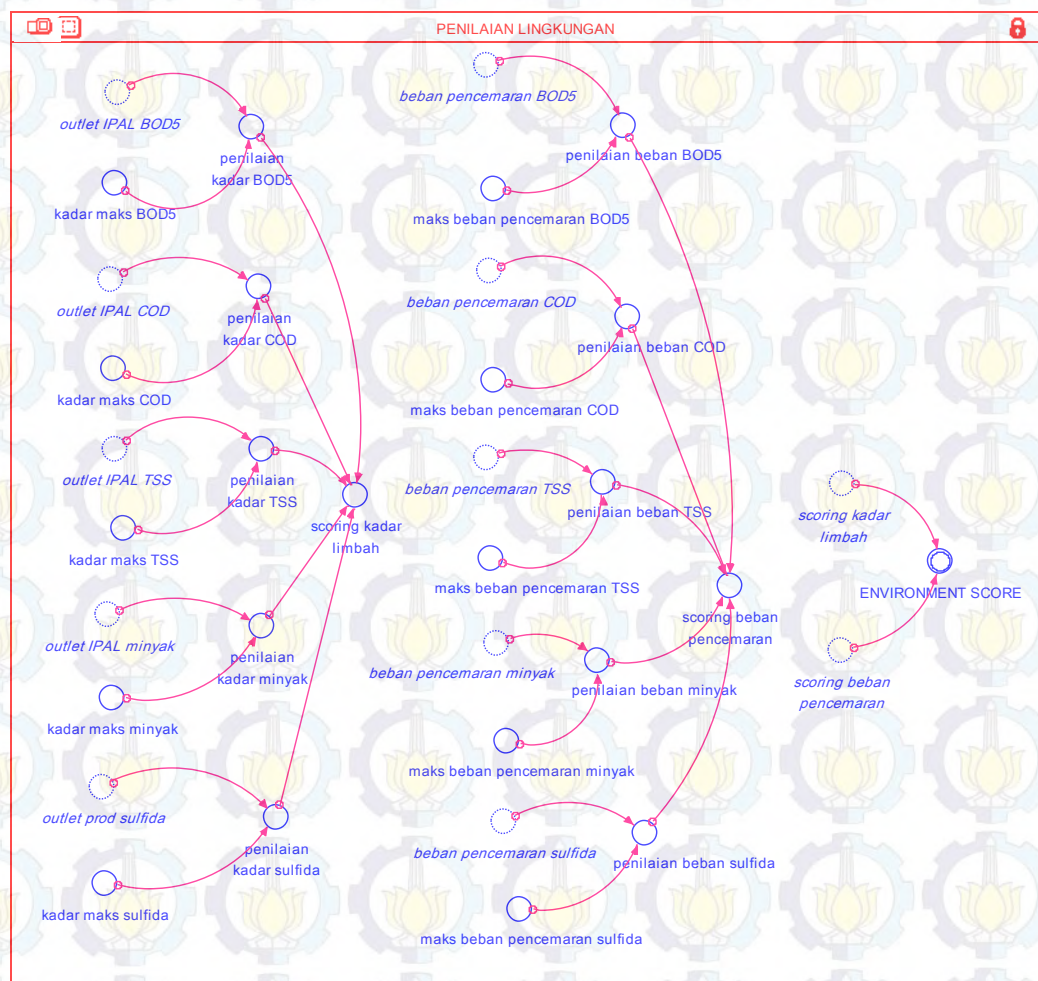 PENILAIAN LINGKUNGAN
outlet IPAL BOD5
penilaian
kadar BOD5
kadar maks BOD5
outlet IPAL COD
penilaian
kadar COD
kadar maks COD
outlet IPAL TSS
penilaian
kadar TSS
kadar maks TSS
scoring kadar
limbah
outlet IPAL minyak
penilaian
kadar minyak
kadar maks minyak
outlet prod sulfida
penilaian
kadar sulfida
kadar maks sulfida
beban pencemaran BOD5
penilaian beban BOD5
maks beban pencemaran BOD5
beban pencemaran COD
penilaian beban COD
maks beban pencemaran COD
beban pencemaran TSS
penilaian beban TSS
maks beban pencemaran TSS
scoring beban
pencemaran
beban pencemaran minyak
penilaian beban minyak
maks beban pencemaran minyak
beban pencemaran sulfida
penilaian beban sulfida
maks beban pencemaran sulfida
scoring kadar
limbah
ENVIRONMENT SCORE
scoring beban
pencemaran